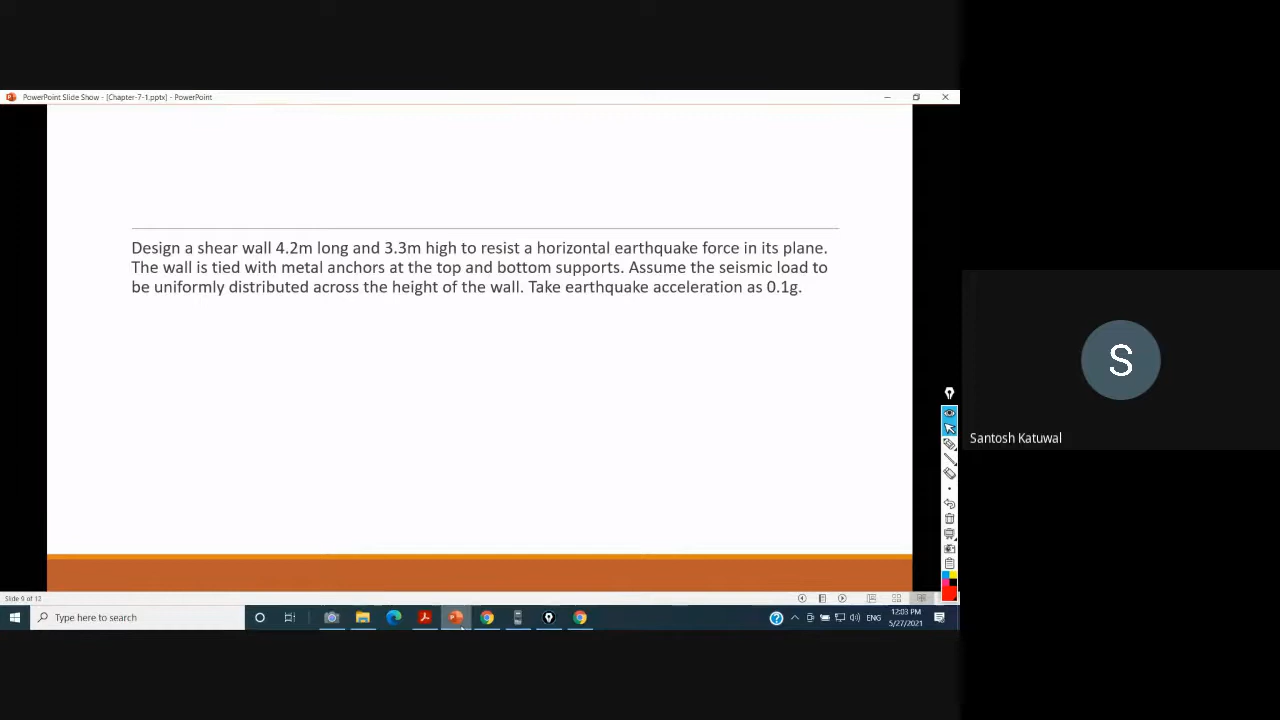 PowerPoint Slide Show - [Chapter-7-1.pptx] - PowerPoint
Design a shear wall 4.2m long and 3.3m high to resist a horizontal earthquake force in its plane.
The wall is tied with metal anchors at the top and bottom supports. Assume the seismic load to
be uniformly distributed across the height of the wall. Take earthquake acceleration as 0.1g.
S
Santosh Katuwal
Slide 9 of 12
Type here to search
ENG
12:03 PM
5/27/2021